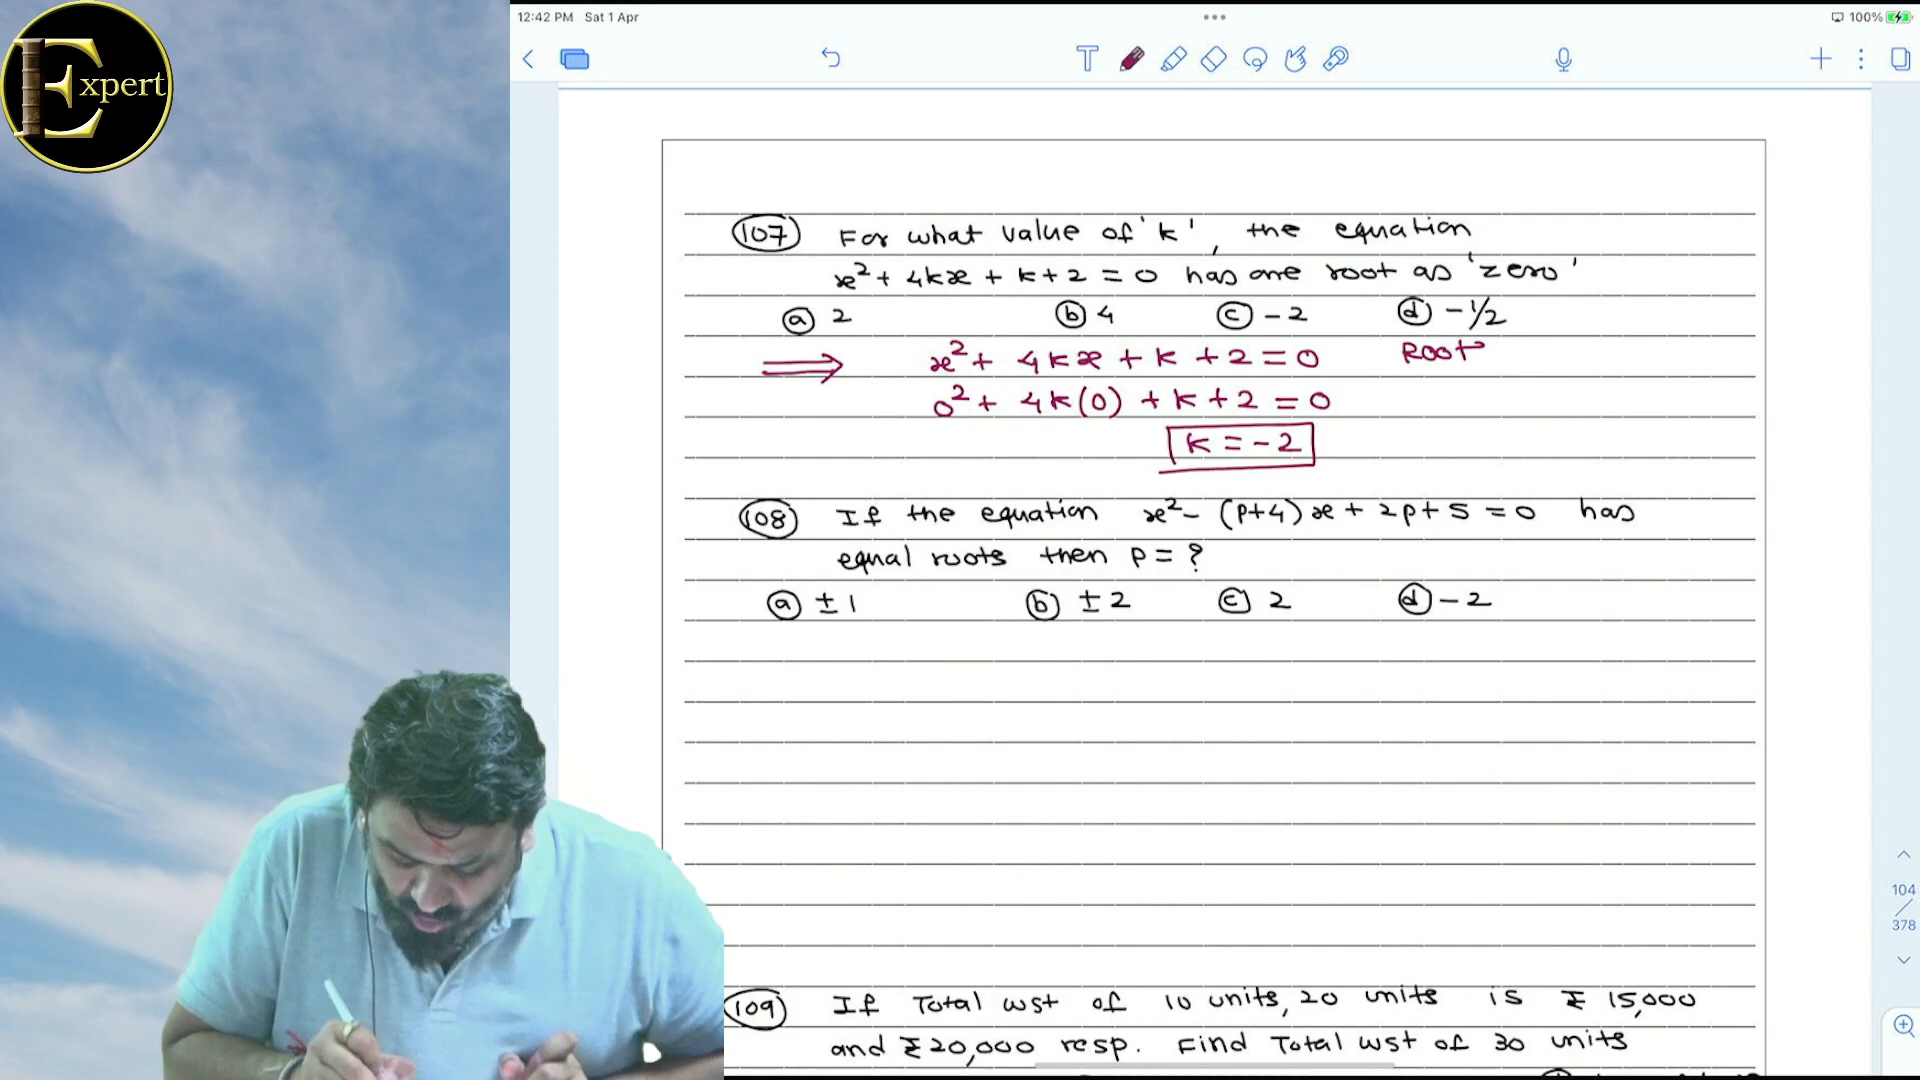 Expert
12:42 PM Sat 1 Apr
100%
T
(107) For what value of 'k', the equation
x² + 4kx + k + 2 = 0 has one root as 'zero'
(a) 2 (b) 4 (c) -2 (d) -1/2
⇒ x² + 4kx + k + 2 = 0 Root
0² + 4k(0) + k + 2 = 0
k = -2
(108) If the equation x² - (p+4)x + 2p + 5 = 0 has
equal roots then p = ?
(a) ±1 (b) ±2 (c) 2 (d) -2
104
/
378
(109) If Total cost of 10 units, 20 units is ₹ 15,000
and ₹ 20,000 resp. Find Total cost of 30 units